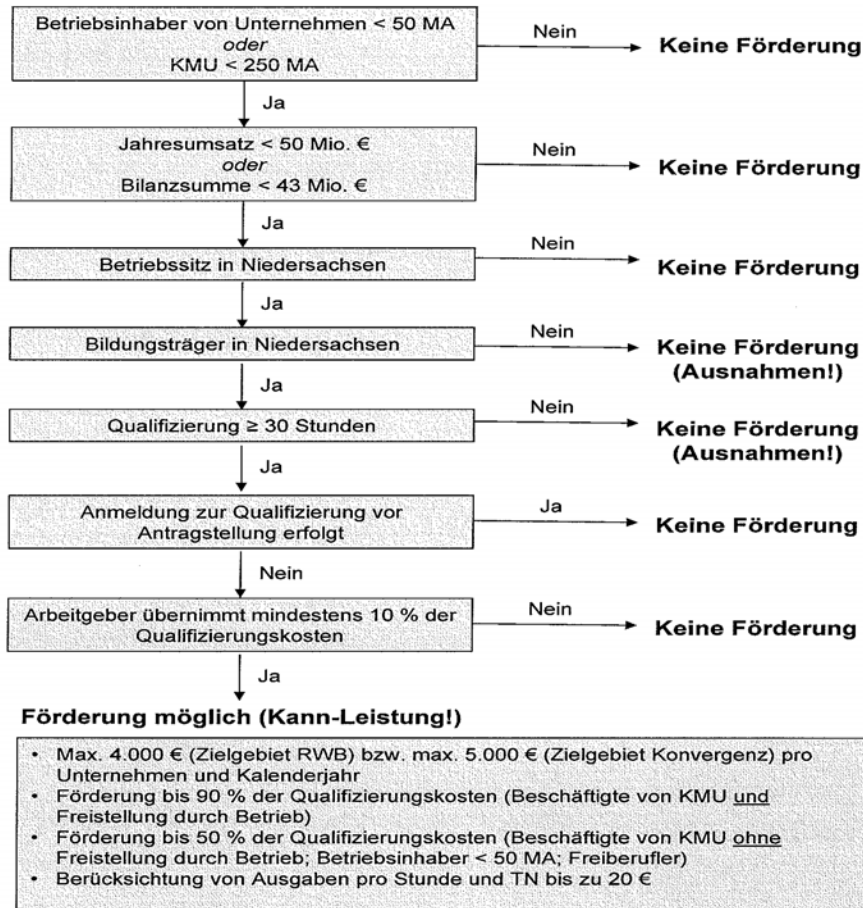 Betriebsinhaber von Unternehmen < 50 MA
oder
KMU < 250 MA
Nein
Keine Förderung
Ja
Jahresumsatz < 50 Mio. €
oder
Bilanzsumme < 43 Mio. €
Nein
Keine Förderung
Ja
Betriebssitz in Niedersachsen
Nein
Keine Förderung
Ja
Bildungsträger in Niedersachsen
Nein
Keine Förderung
(Ausnahmen!)
Ja
Qualifizierung ≥ 30 Stunden
Nein
Keine Förderung
(Ausnahmen!)
Ja
Anmeldung zur Qualifizierung vor
Antragstellung erfolgt
Ja
Keine Förderung
Nein
Arbeitgeber übernimmt mindestens 10 % der
Qualifizierungskosten
Nein
Keine Förderung
Ja
Förderung möglich (Kann-Leistung!)
• Max. 4.000 € (Zielgebiet RWB) bzw. max. 5.000 € (Zielgebiet Konvergenz) pro
Unternehmen und Kalenderjahr
• Förderung bis 90 % der Qualifizierungskosten (Beschäftigte von KMU und
Freistellung durch Betrieb)
• Förderung bis 50 % der Qualifizierungskosten (Beschäftigte von KMU ohne
Freistellung durch Betrieb; Betriebsinhaber < 50 MA; Freiberufler)
• Berücksichtung von Ausgaben pro Stunde und TN bis zu 20 €